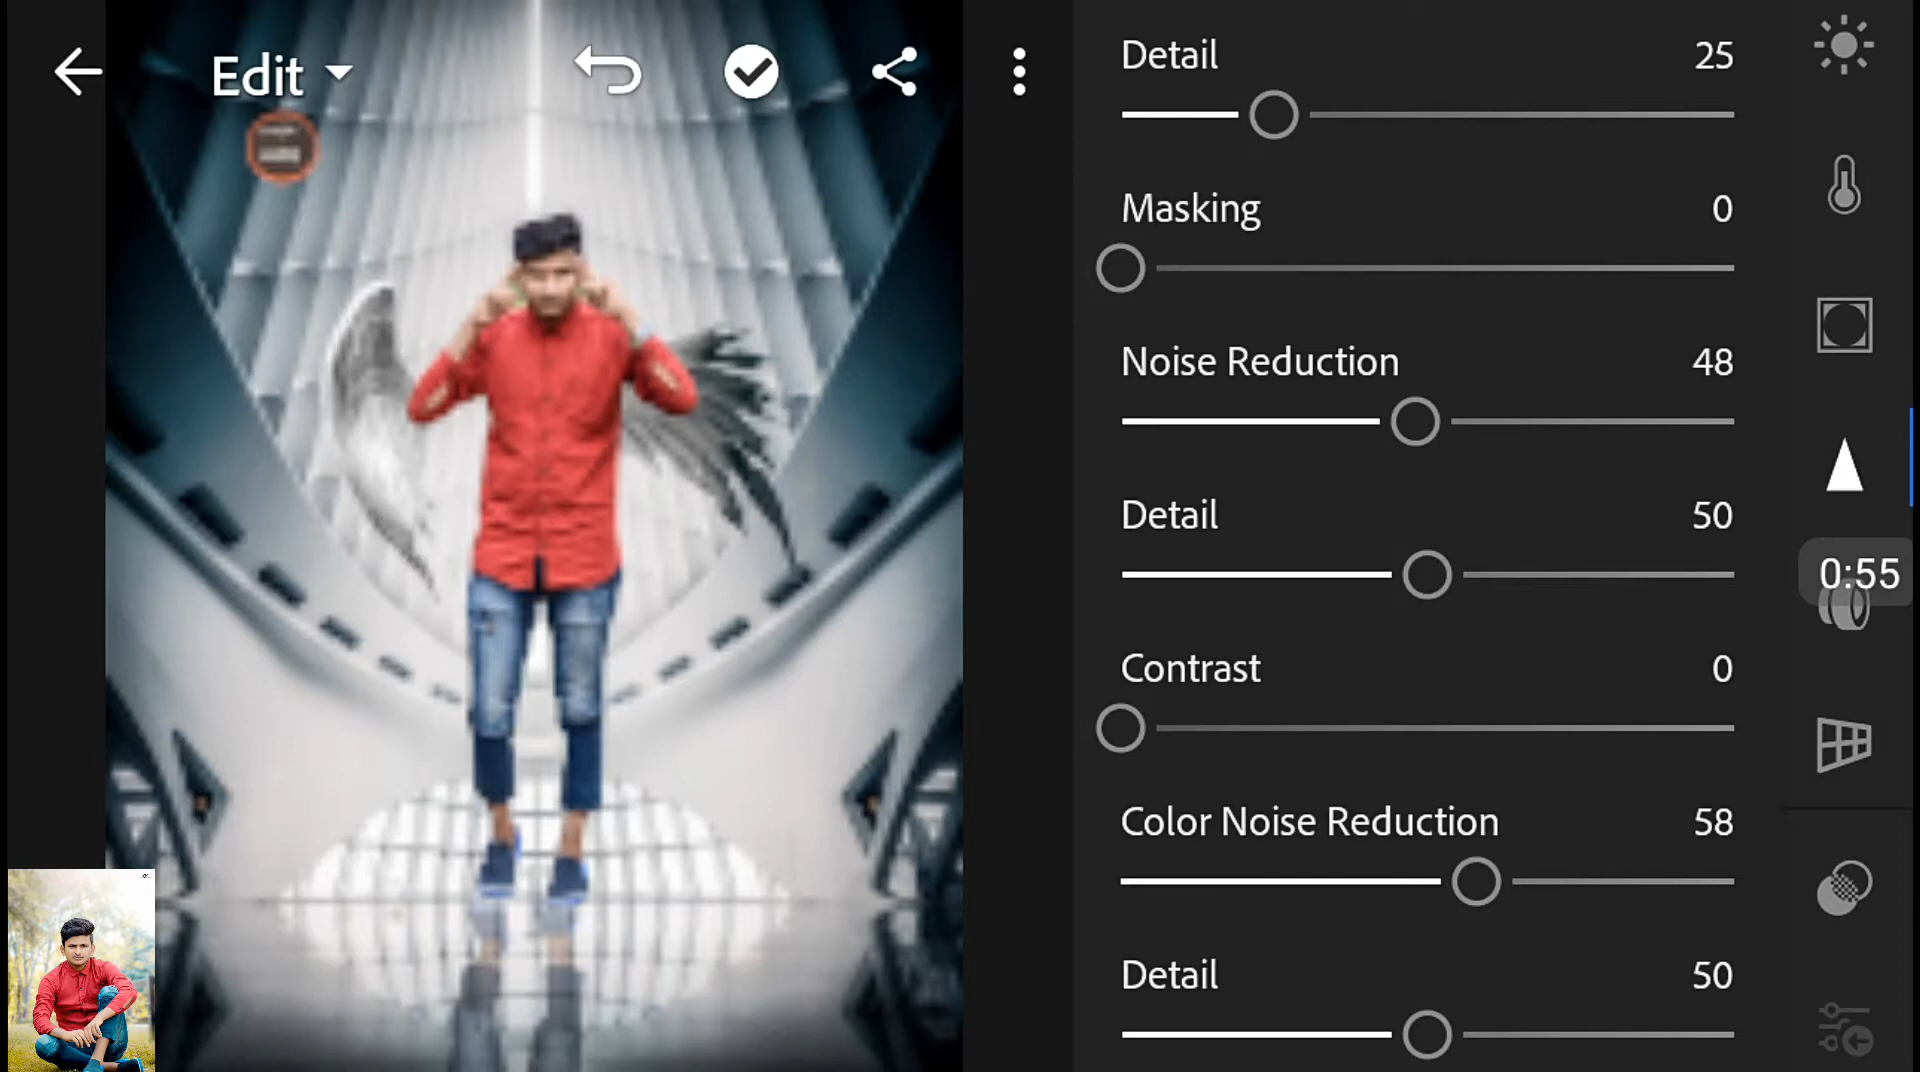 Edit
Detail 25
Masking 0
Noise Reduction 48
Detail 50
0:55
Contrast 0
Color Noise Reduction 58
Detail 50